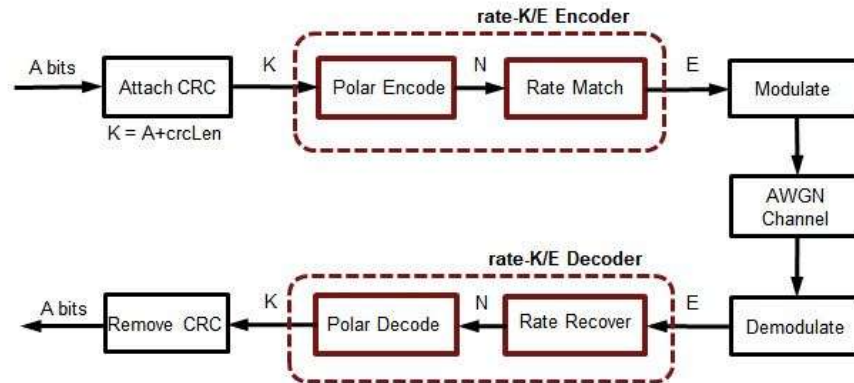 rate-K/E Encoder
A bits
Attach CRC
K
Polar Encode
N
Rate Match
E
Modulate
K = A+crcLen
AWGN
Channel
rate-K/E Decoder
A bits
Remove CRC
K
Polar Decode
N
Rate Recover
E
Demodulate